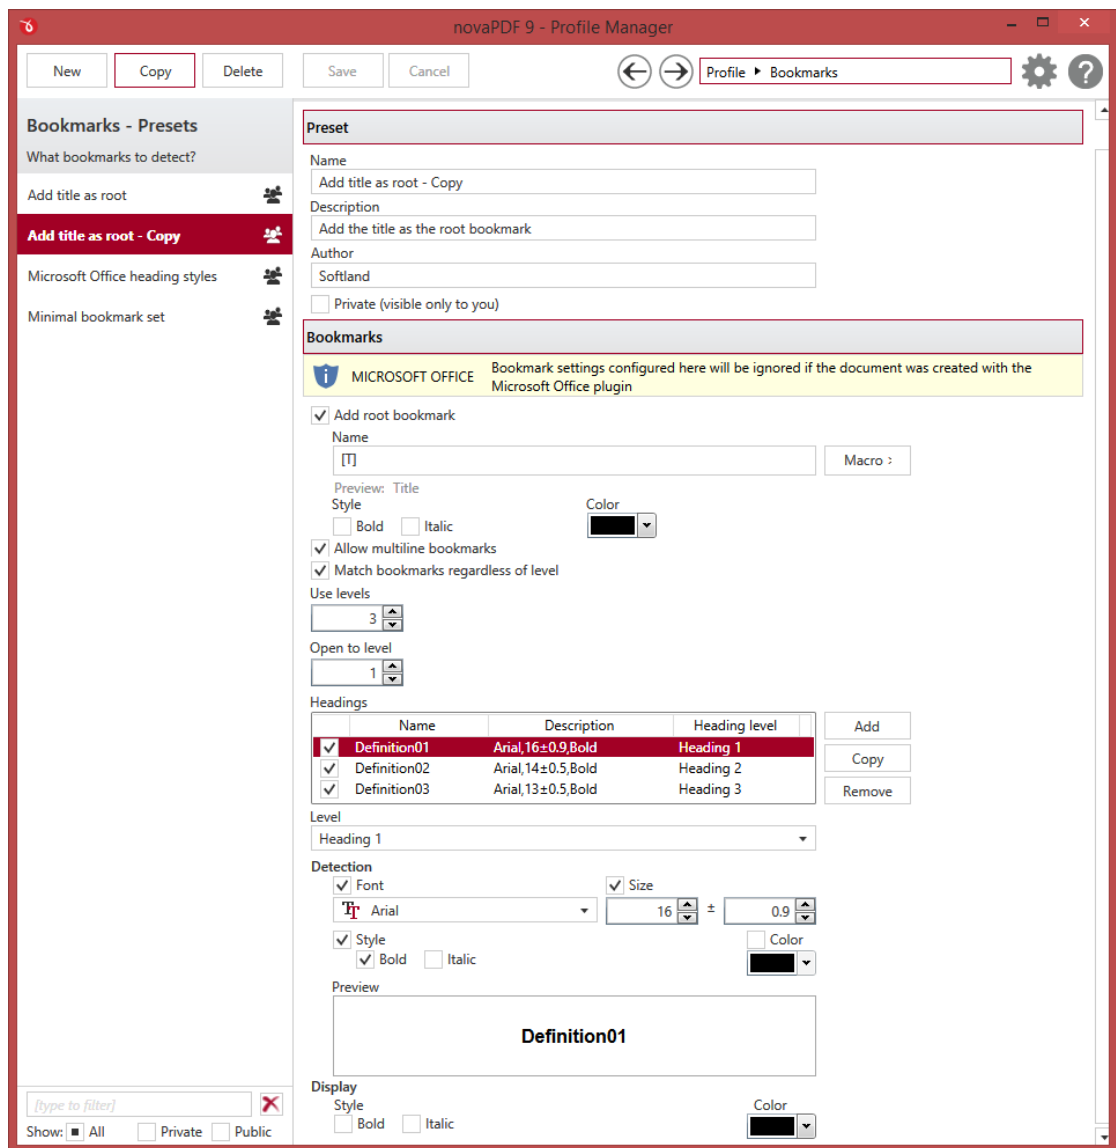 novaPDF 9 - Profile Manager
New Copy Delete Save Cancel Profile Bookmarks
Bookmarks - Presets
What bookmarks to detect?
Add title as root
Add title as root - Copy
Microsoft Office heading styles
Minimal bookmark set
[type to filter]
Show: All Private Public
Preset
Name
Add title as root - Copy
Description
Add the title as the root bookmark
Author
Softland
Private (visible only to you)
Bookmarks
MICROSOFT OFFICE
Bookmark settings configured here will be ignored if the document was created with the
Microsoft Office plugin
Add root bookmark
Name
[T] Macro :
Preview: Title
Style Color
Bold Italic
Allow multiline bookmarks
Match bookmarks regardless of level
Use levels
3
Open to level
1
Headings
Name Description Heading level Add
Definition01 Arial,16±0.9,Bold Heading 1
Definition02 Arial,14±0.5,Bold Heading 2
Definition03 Arial,13±0.5,Bold Heading 3
Copy
Remove
Level
Heading 1
Detection
Font Size
Arial 16 ± 0.9
Style Color
Bold Italic
Preview
Definition01
Display
Style Color
Bold Italic